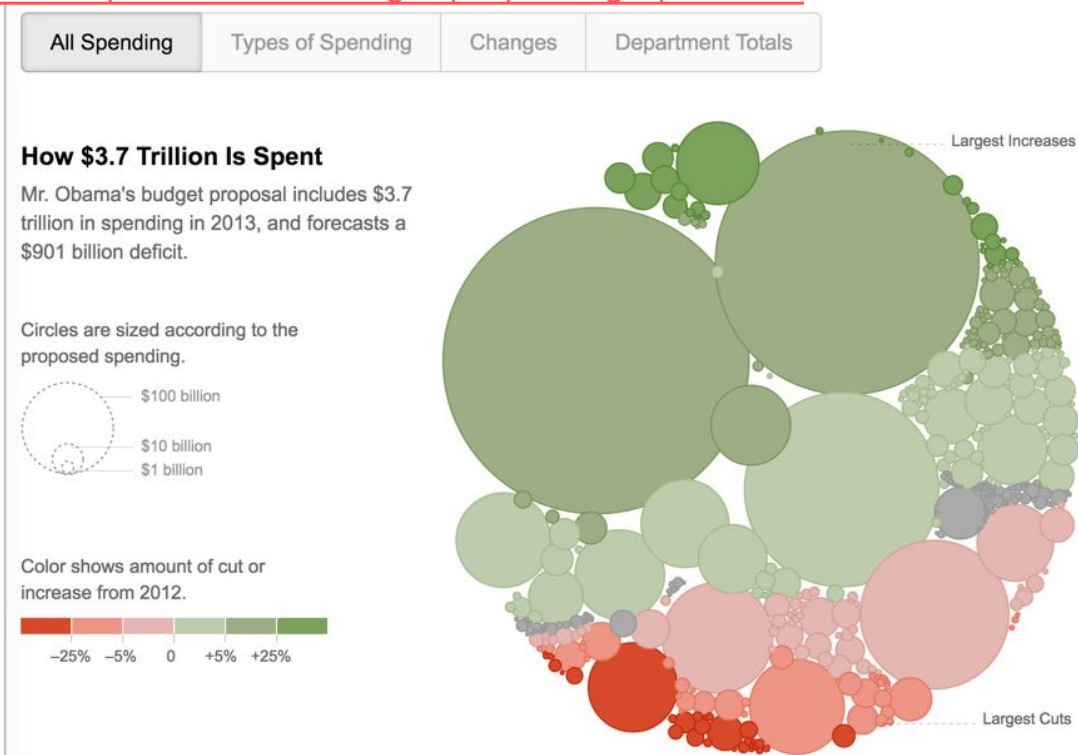 All Spending
Types of Spending
Changes
Department Totals
How $3.7 Trillion Is Spent
Mr. Obama's budget proposal includes $3.7
trillion in spending in 2013, and forecasts a
$901 billion deficit.
Circles are sized according to the
proposed spending.
$100 billion
$10 billion
$1 billion
Color shows amount of cut or
increase from 2012.
–25% –5% 0 +5% +25%
Largest Increases
Largest Cuts